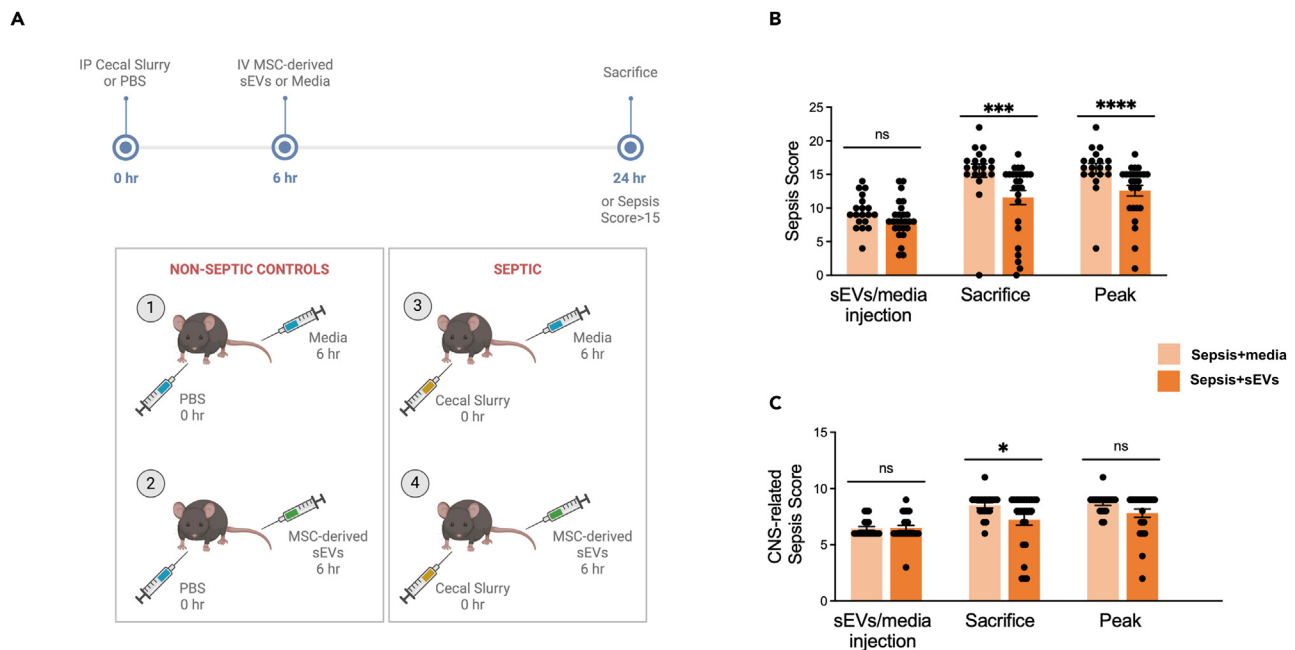 A
IP Cecal Slurry
or PBS
IV MSC-derived
sEVs or Media
Sacrifice
0 hr
6 hr
24 hr
or Sepsis
Score>15
NON-SEPTIC CONTROLS
1
Media
6 hr
PBS
0 hr
2
MSC-derived
sEVs
6 hr
PBS
0 hr
SEPTIC
3
Media
6 hr
Cecal Slurry
0 hr
4
MSC-derived
sEVs
6 hr
Cecal Slurry
0 hr
B
Sepsis Score
25
20
15
10
5
0
ns
***
****
sEVs/media
injection
Sacrifice
Peak
Sepsis+media
Sepsis+sEVs
C
CNS-related
Sepsis Score
15
10
5
0
ns
*
ns
sEVs/media
injection
Sacrifice
Peak